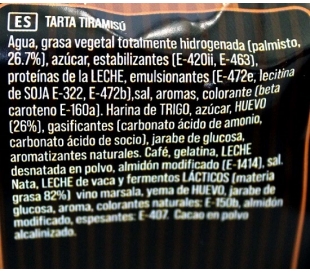 ES TARTA TIRAMISÚ
Agua, grasa vegetal totalmente hidrogenada (palmisto,
26.7%), azúcar, estabilizantes (E-420ii, E-463),
proteínas de la LECHE, emulsionantes (E-472e, lecitina
de SOJA E-322, E-472b),sal, aromas, colorante (beta
caroteno E-160a). Harina de TRIGO, azúcar, HUEVO
(26%), gasificantes (carbonato ácido de amonio,
carbonato ácido de socio), jarabe de glucosa,
aromatizantes naturales. Café, gelatina, LECHE
desnatada en polvo, almidón modificado (E-1414), sal.
Nata, LECHE de vaca y fermentos LÁCTICOS (materia
grasa 82%) vino marsala, yema de HUEVO, jarabe de
glucosa, aroma, colorantes naturales: E-150b, almidón
modificado, espesantes: E-407. Cacao en polvo
alcalinizado.